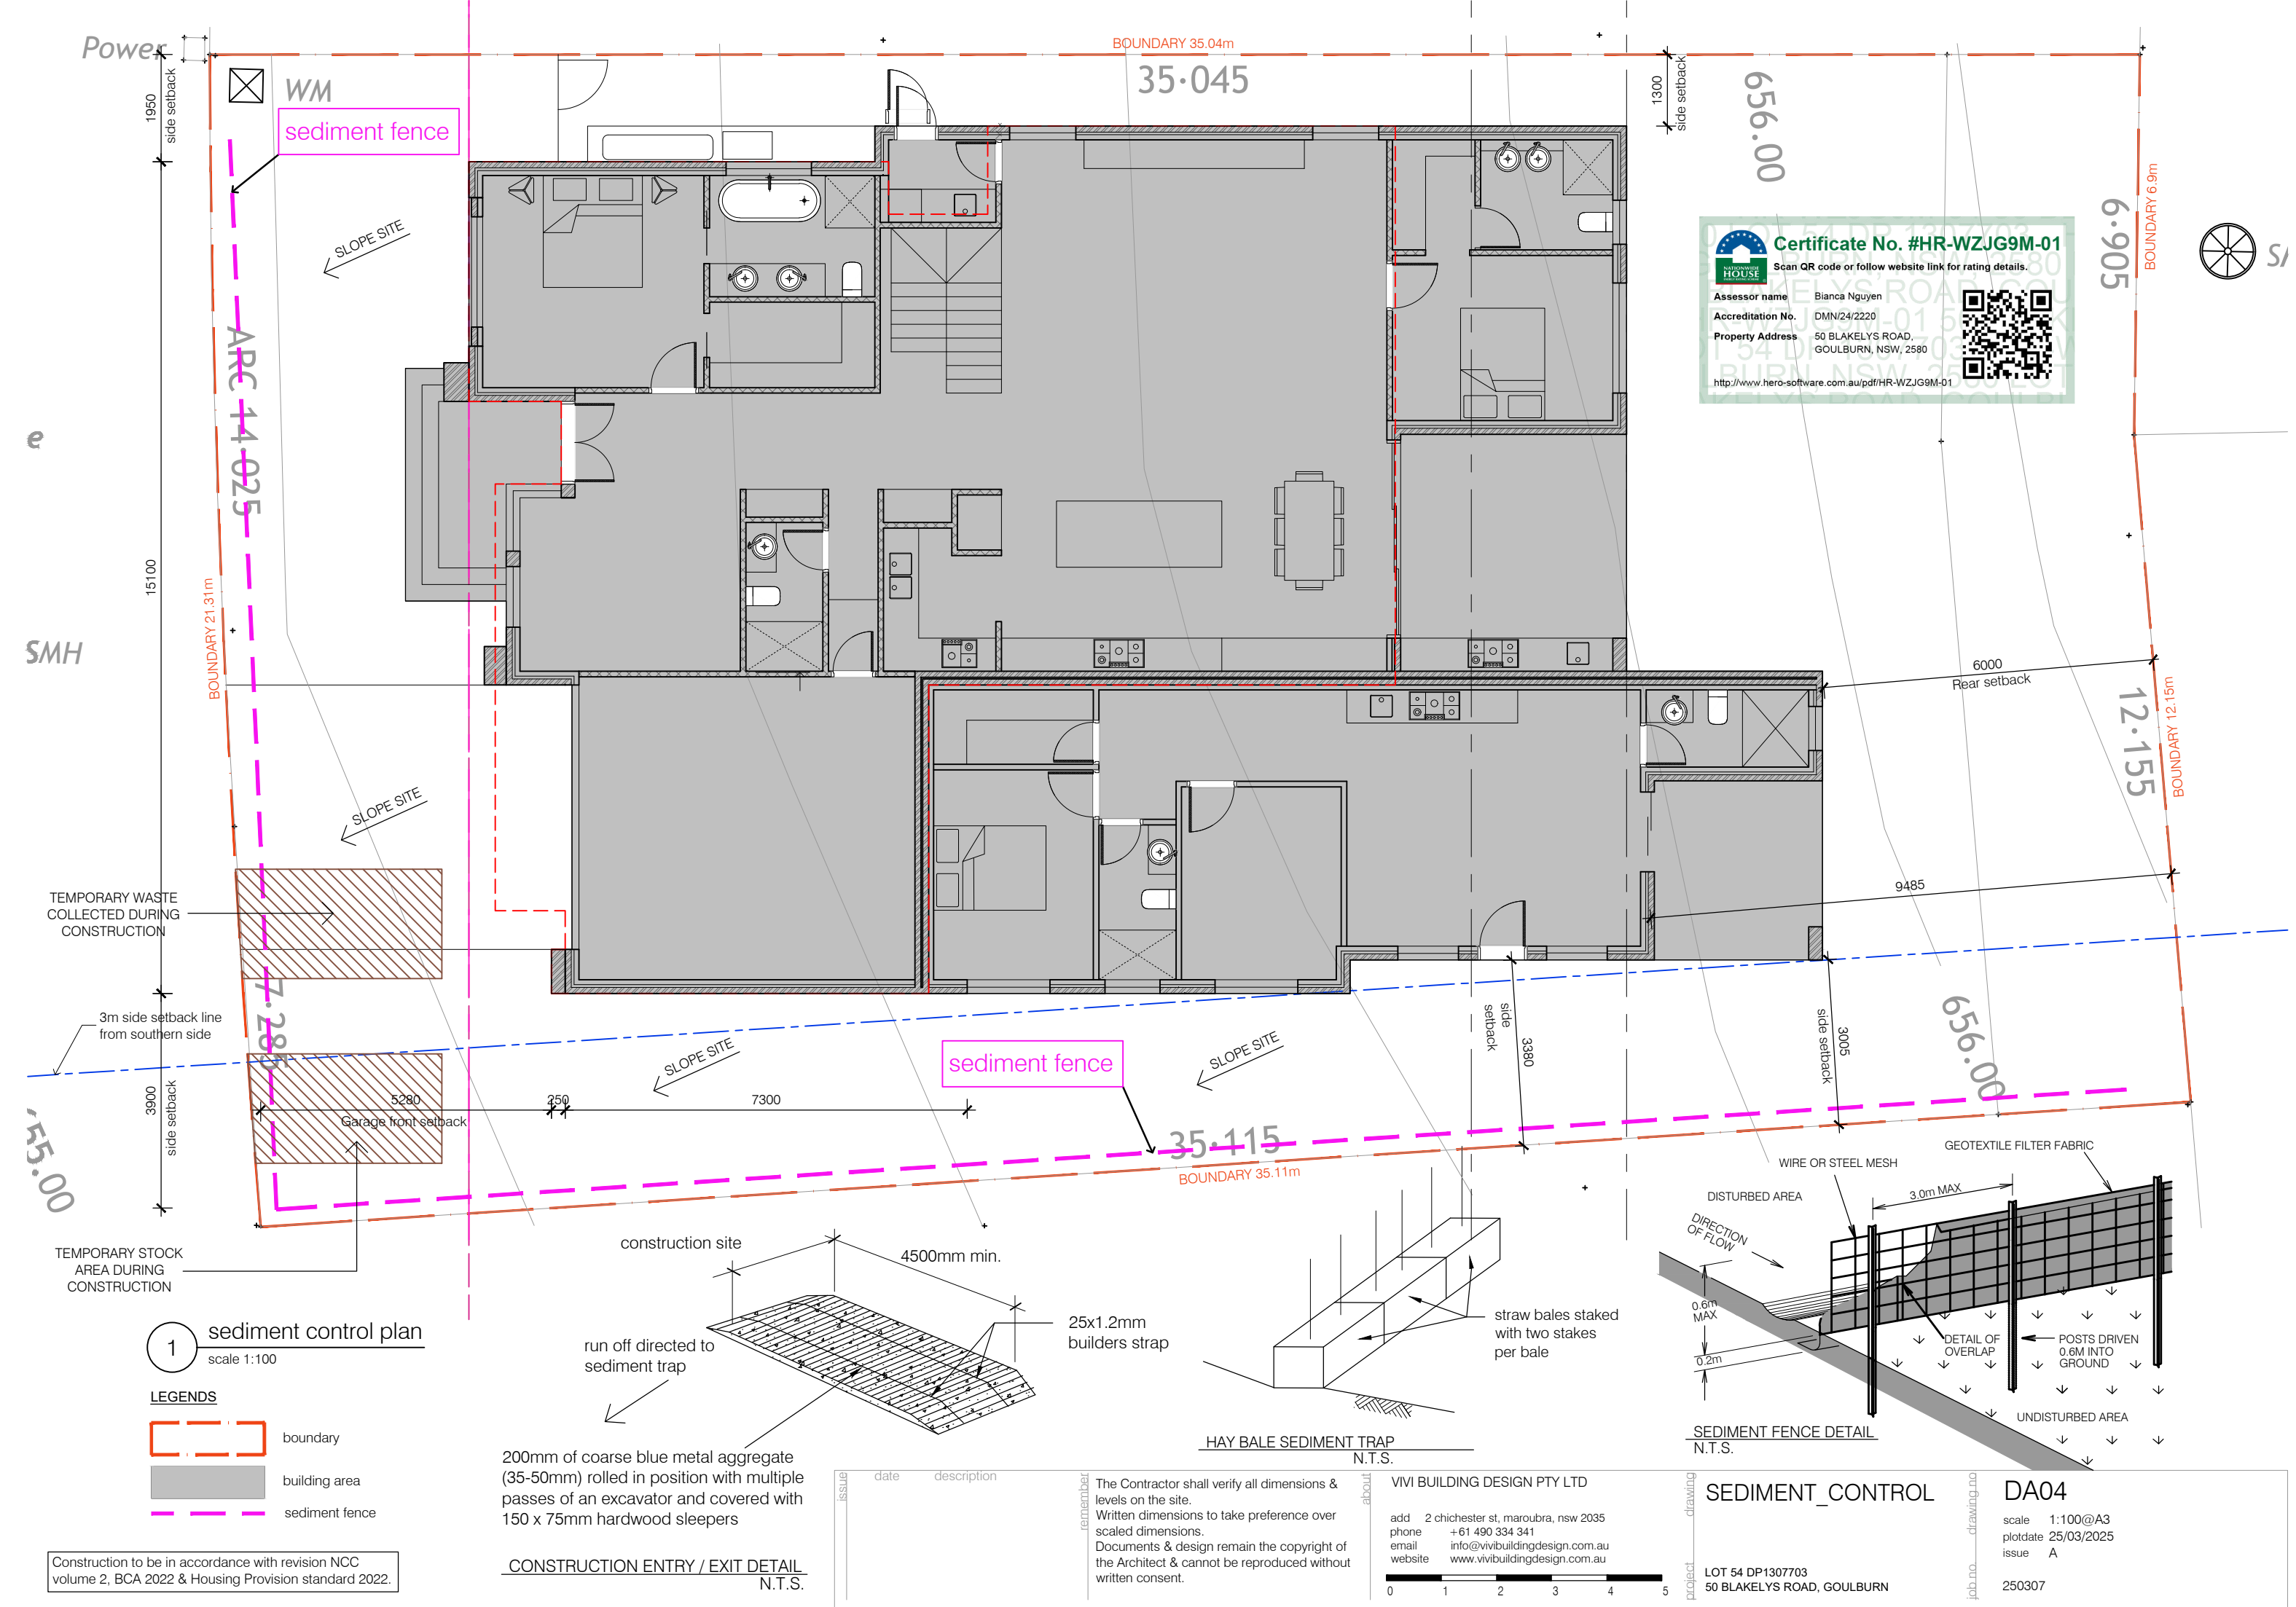 Power
WM
sediment fence
1950
side setback
BOUNDARY 35.04m
35·045
1300
side setback
656.00
6·905
BOUNDARY 6.9m
Certificate No. #HR-WZJG9M-01
Scan QR code or follow website link for rating details.
NATIONWIDE
HOUSE
Assessor name Bianca Nguyen
Accreditation No. DMN/24/2220
Property Address 50 BLAKELYS ROAD,
GOULBURN, NSW, 2580
http://www.hero-software.com.au/pdf/HR-WZJG9M-01
SLOPE SITE
ARC 14·025
e
15100
BOUNDARY 21.31m
SMH
6000
Rear setback
12·155
BOUNDARY 12.15m
SLOPE SITE
9485
TEMPORARY WASTE
COLLECTED DURING
CONSTRUCTION
7·285
3m side setback line
from southern side
3900
side setback
5280
250
7300
Garage front setback
SLOPE SITE
sediment fence
SLOPE SITE
side
setback
3380
side setback
3005
656.00
55.00
35·115
BOUNDARY 35.11m
TEMPORARY STOCK
AREA DURING
CONSTRUCTION
1
sediment control plan
scale 1:100
LEGENDS
boundary
building area
sediment fence
Construction to be in accordance with revision NCC
volume 2, BCA 2022 & Housing Provision standard 2022.
construction site
4500mm min.
25x1.2mm
builders strap
run off directed to
sediment trap
200mm of coarse blue metal aggregate
(35-50mm) rolled in position with multiple
passes of an excavator and covered with
150 x 75mm hardwood sleepers
CONSTRUCTION ENTRY / EXIT DETAIL
N.T.S.
straw bales staked
with two stakes
per bale
HAY BALE SEDIMENT TRAP
N.T.S.
GEOTEXTILE FILTER FABRIC
WIRE OR STEEL MESH
DISTURBED AREA
3.0m MAX
DIRECTION
OF FLOW
0.6m
MAX
0.2m
DETAIL OF
OVERLAP
POSTS DRIVEN
0.6M INTO
GROUND
UNDISTURBED AREA
SEDIMENT FENCE DETAIL
N.T.S.
issue
date
description
remember
The Contractor shall verify all dimensions &
levels on the site.
Written dimensions to take preference over
scaled dimensions.
Documents & design remain the copyright of
the Architect & cannot be reproduced without
written consent.
about
VIVI BUILDING DESIGN PTY LTD
add 2 chichester st, maroubra, nsw 2035
phone +61 490 334 341
email info@vivibuildingdesign.com.au
website www.vivibuildingdesign.com.au
0 1 2 3 4 5
drawing
SEDIMENT_CONTROL
project
LOT 54 DP1307703
50 BLAKELYS ROAD, GOULBURN
drawing no
DA04
scale 1:100@A3
plotdate 25/03/2025
issue A
job no.
250307